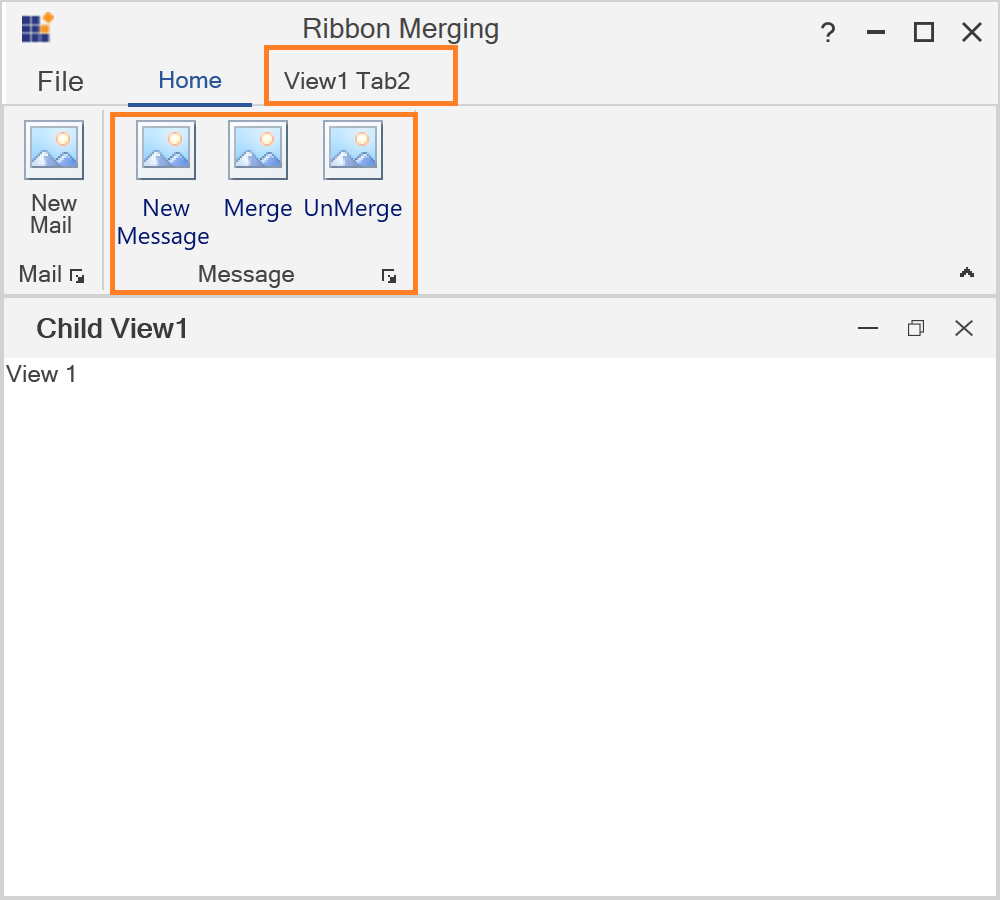 Ribbon Merging
?
File
Home
View1 Tab2
New
Mail
New
Message
Merge
UnMerge
Mail
Message
Child View1
View 1